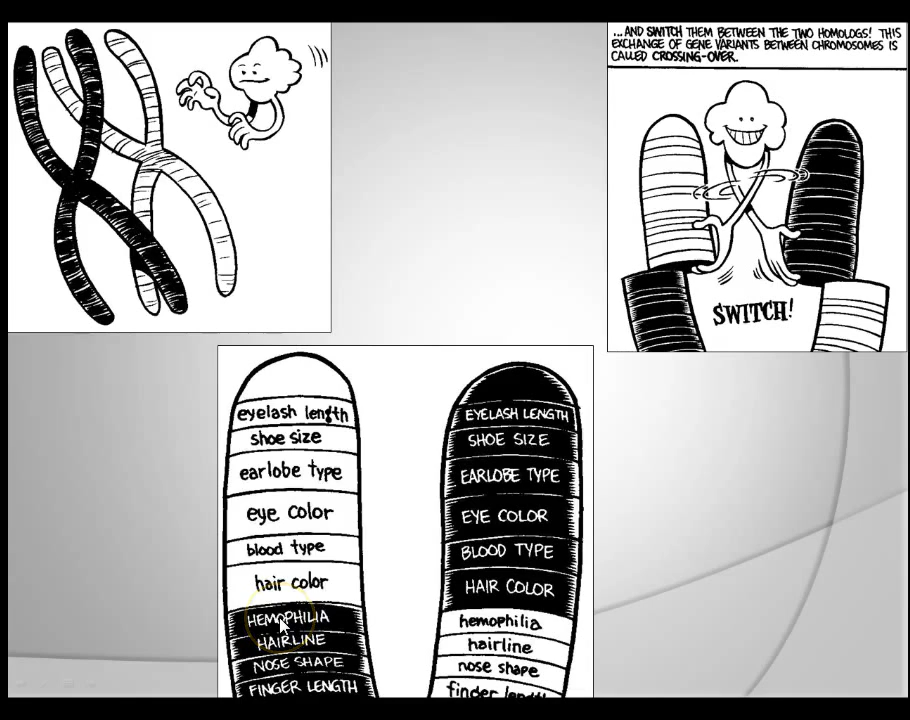 ...AND SWITCH THEM BETWEEN THE TWO HOMOLOGS! THIS
EXCHANGE OF GENE VARIANTS BETWEEN CHROMOSOMES IS
CALLED CROSSING-OVER.
SWITCH!
eyelash length
shoe size
earlobe type
eye color
blood type
hair color
HEMOPHILIA
HAIRLINE
NOSE SHAPE
FINGER LENGTH
EYELASH LENGTH
SHOE SIZE
EARLOBE TYPE
EYE COLOR
BLOOD TYPE
HAIR COLOR
hemophilia
hairline
nose shape
finger length